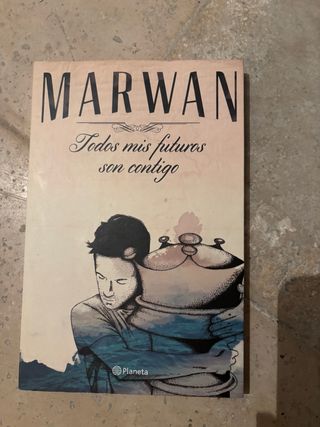 MARWAN
Todos mis futuros
son contigo
Planeta